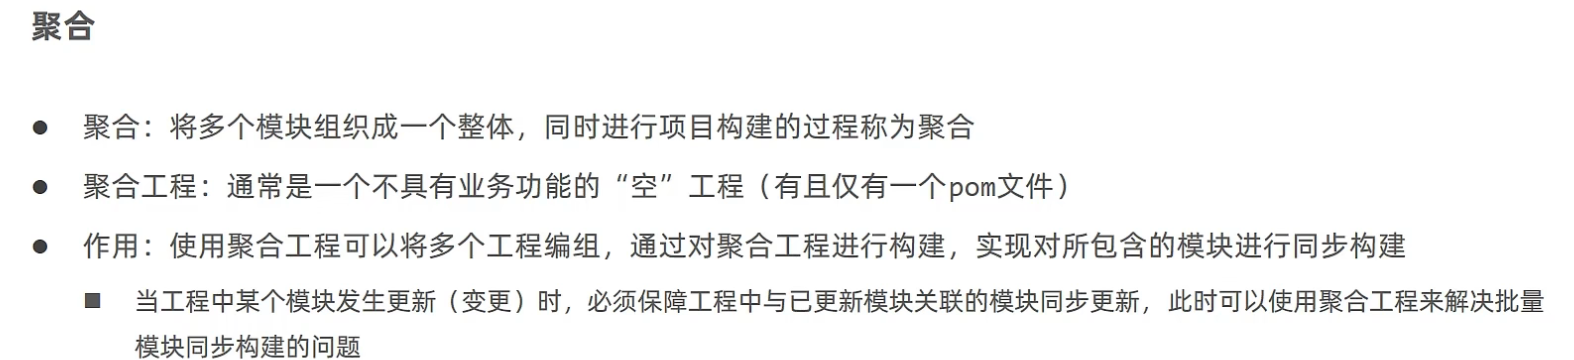 聚合
● 聚合：将多个模块组织成一个整体，同时进行项目构建的过程称为聚合
● 聚合工程：通常是一个不具有业务功能的“空”工程（有且仅有一个pom文件）
● 作用：使用聚合工程可以将多个工程编组，通过对聚合工程进行构建，实现对所包含的模块进行同步构建
■ 当工程中某个模块发生更新（变更）时，必须保障工程中与已更新模块关联的模块同步更新，此时可以使用聚合工程来解决批量
模块同步构建的问题